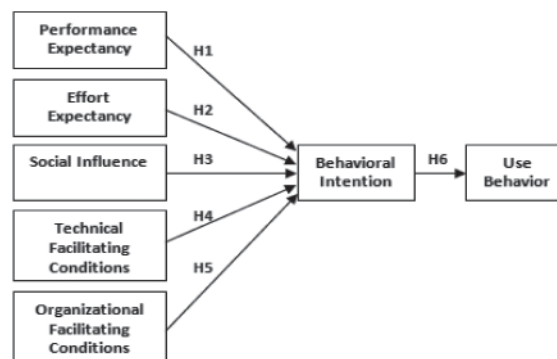 Performance
Expectancy
H1
Effort
Expectancy
H2
Social Influence
H3
Behavioral
Intention
H6
Use
Behavior
Technical
Facilitating
Conditions
H4
H5
Organizational
Facilitating
Conditions